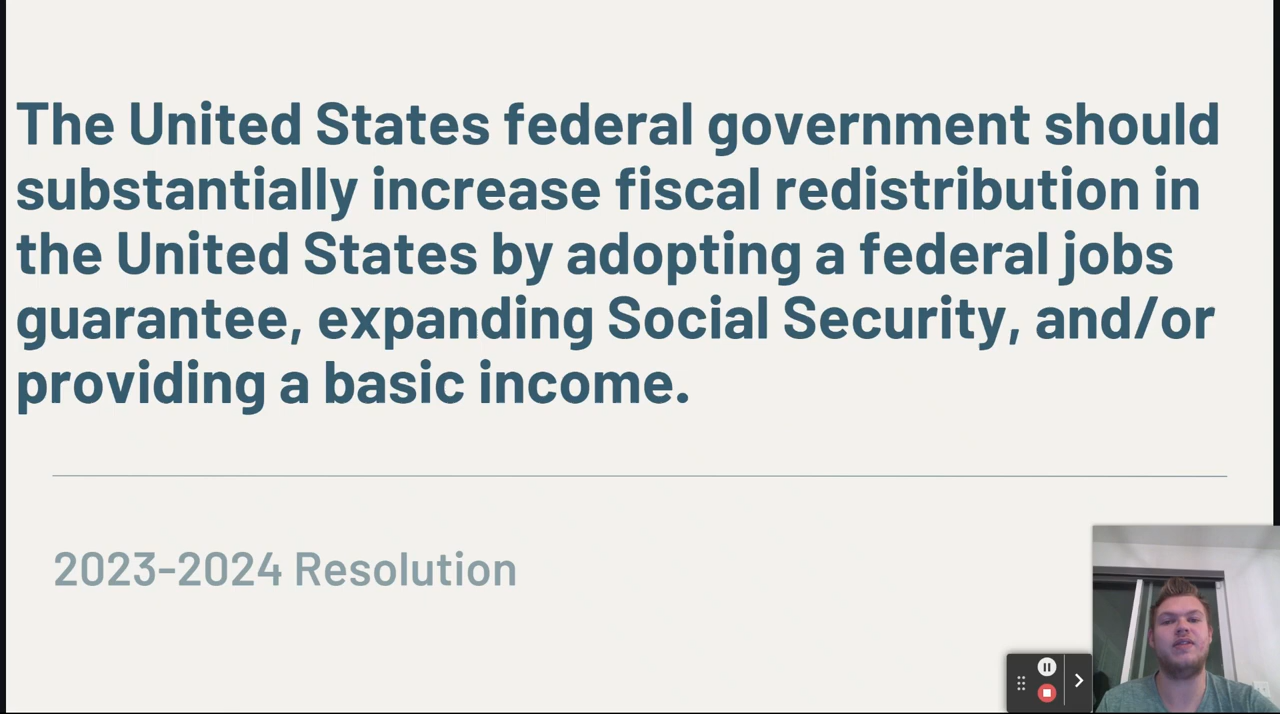 The United States federal government should
substantially increase fiscal redistribution in
the United States by adopting a federal jobs
guarantee, expanding Social Security, and/or
providing a basic income.
2023-2024 Resolution